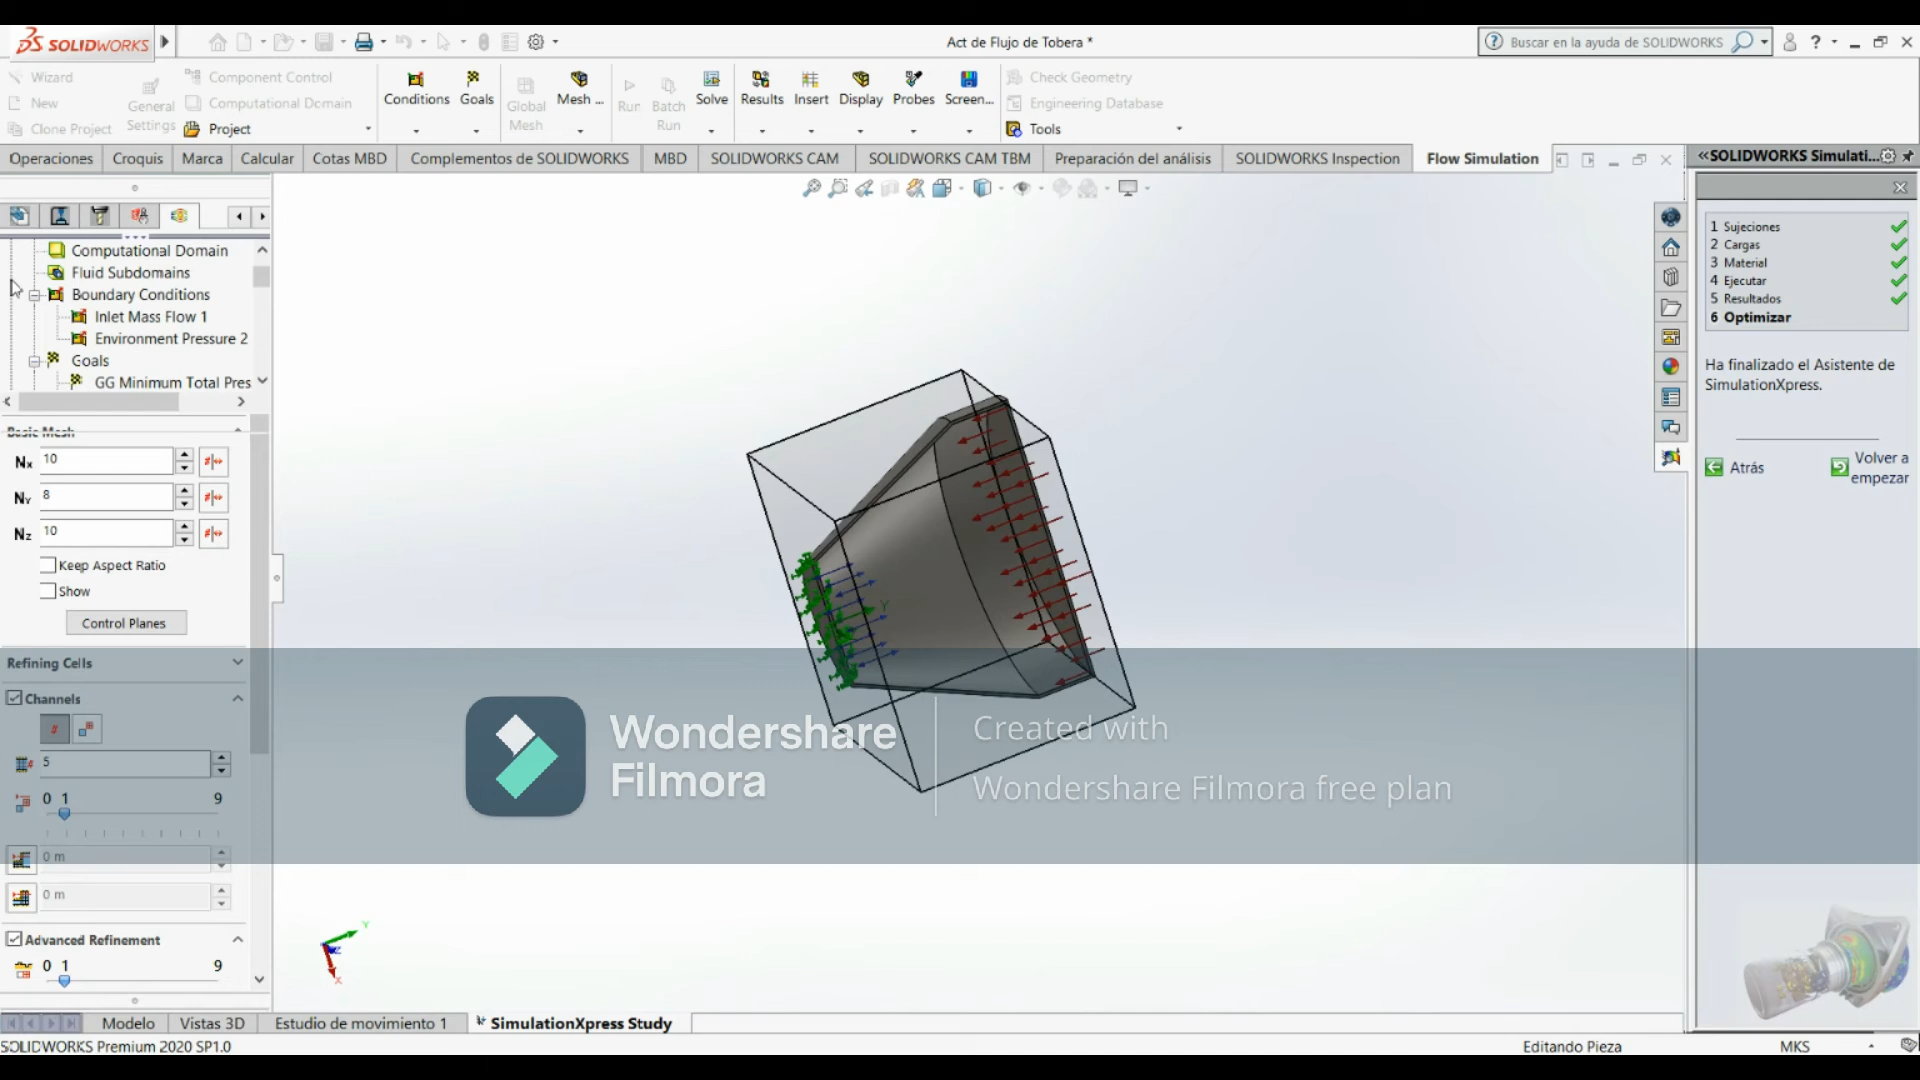 SOLIDWORKS
Act de Flujo de Tobera *
Buscar en la ayuda de SOLIDWORKS
?
Wizard
New
Clone Project
General
Settings
Component Control
Computational Domain
Project
Conditions
Goals
Global
Mesh
Mesh ...
Run
Batch
Run
Solve
Results
Insert
Display
Probes
Screen...
Check Geometry
Engineering Database
Tools
Operaciones
Croquis
Marca
Calcular
Cotas MBD
Complementos de SOLIDWORKS
MBD
SOLIDWORKS CAM
SOLIDWORKS CAM TBM
Preparación del análisis
SOLIDWORKS Inspection
Flow Simulation
«SOLIDWORKS Simulati...
Computational Domain
Fluid Subdomains
Boundary Conditions
Inlet Mass Flow 1
Environment Pressure 2
Goals
GG Minimum Total Pres
Basic Mesh
Nx 10
NY 8
Nz 10
Keep Aspect Ratio
Show
Control Planes
Refining Cells
Channels
5
0 1 9
0 m
0 m
Advanced Refinement
0 1 9
Y
Y
Z
X
1 Sujeciones
2 Cargas
3 Material
4 Ejecutar
5 Resultados
6 Optimizar
Ha finalizado el Asistente de
SimulationXpress.
Atrás
Volver a
empezar
Wondershare
Filmora
Created with
Wondershare Filmora free plan
Modelo
Vistas 3D
Estudio de movimiento 1
SimulationXpress Study
SOLIDWORKS Premium 2020 SP1.0
Editando Pieza
MKS